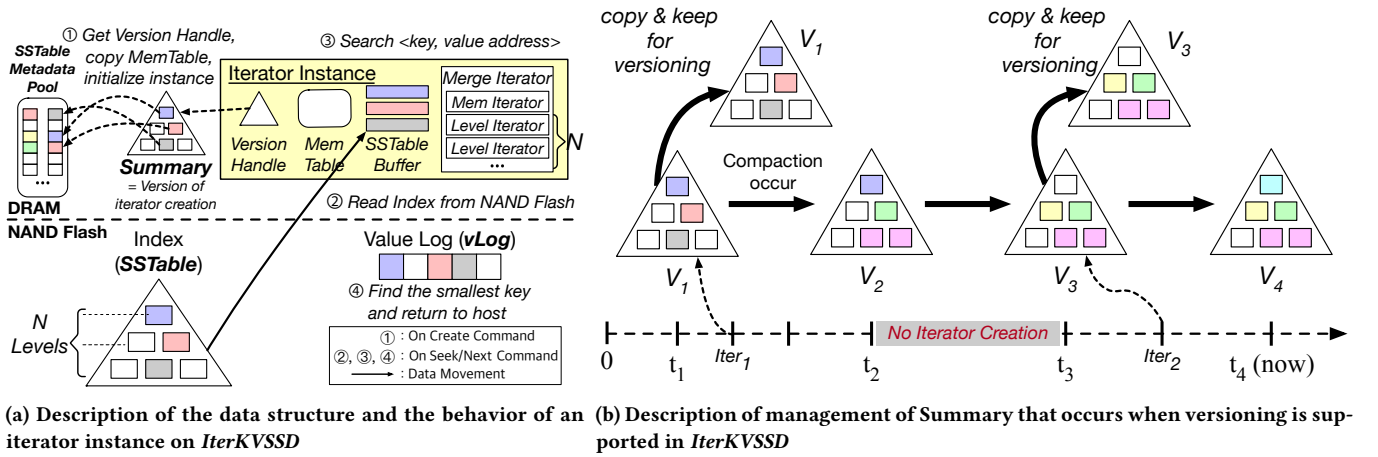 ① Get Version Handle,
copy MemTable,
initialize instance
SSTable
Metadata
Pool
...
DRAM
Summary
= Version of
iterator creation
③ Search <key, value address>
Iterator Instance
Version
Handle
Mem
Table
SSTable
Buffer
Merge Iterator
Mem Iterator
Level Iterator
Level Iterator
...
N
② Read Index from NAND Flash
NAND Flash
Index
(SSTable)
N
Levels
Value Log (vLog)
④ Find the smallest key
and return to host
① : On Create Command
②, ③, ④ : On Seek/Next Command
: Data Movement
(a) Description of the data structure and the behavior of an
iterator instance on IterKVSSD
copy & keep
for
versioning
V1
copy & keep
for
versioning
V3
Compaction
occur
V1
V2
V3
V4
No Iterator Creation
0
t1
Iter1
t2
t3
Iter2
t4 (now)
(b) Description of management of Summary that occurs when versioning is sup-
ported in IterKVSSD